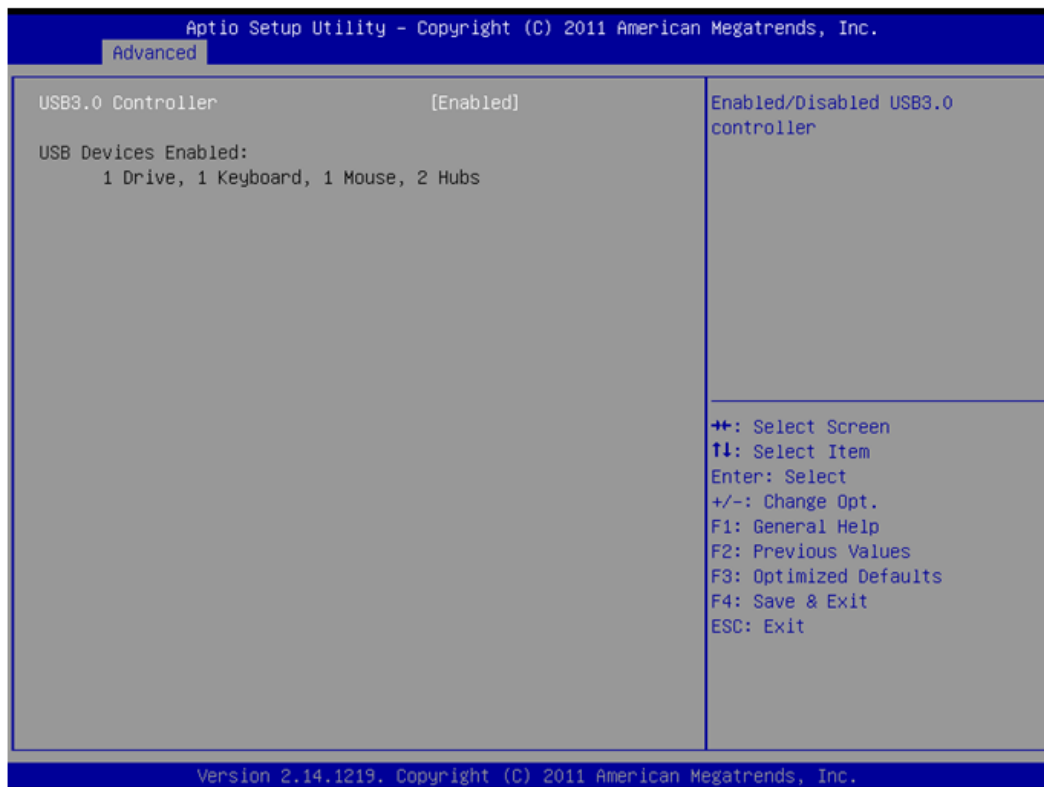 Aptio Setup Utility – Copyright (C) 2011 American Megatrends, Inc.
Advanced
USB3.0 Controller [Enabled]
USB Devices Enabled:
1 Drive, 1 Keyboard, 1 Mouse, 2 Hubs
Enabled/Disabled USB3.0
controller
→←: Select Screen
↑↓: Select Item
Enter: Select
+/-: Change Opt.
F1: General Help
F2: Previous Values
F3: Optimized Defaults
F4: Save & Exit
ESC: Exit
Version 2.14.1219. Copyright (C) 2011 American Megatrends, Inc.